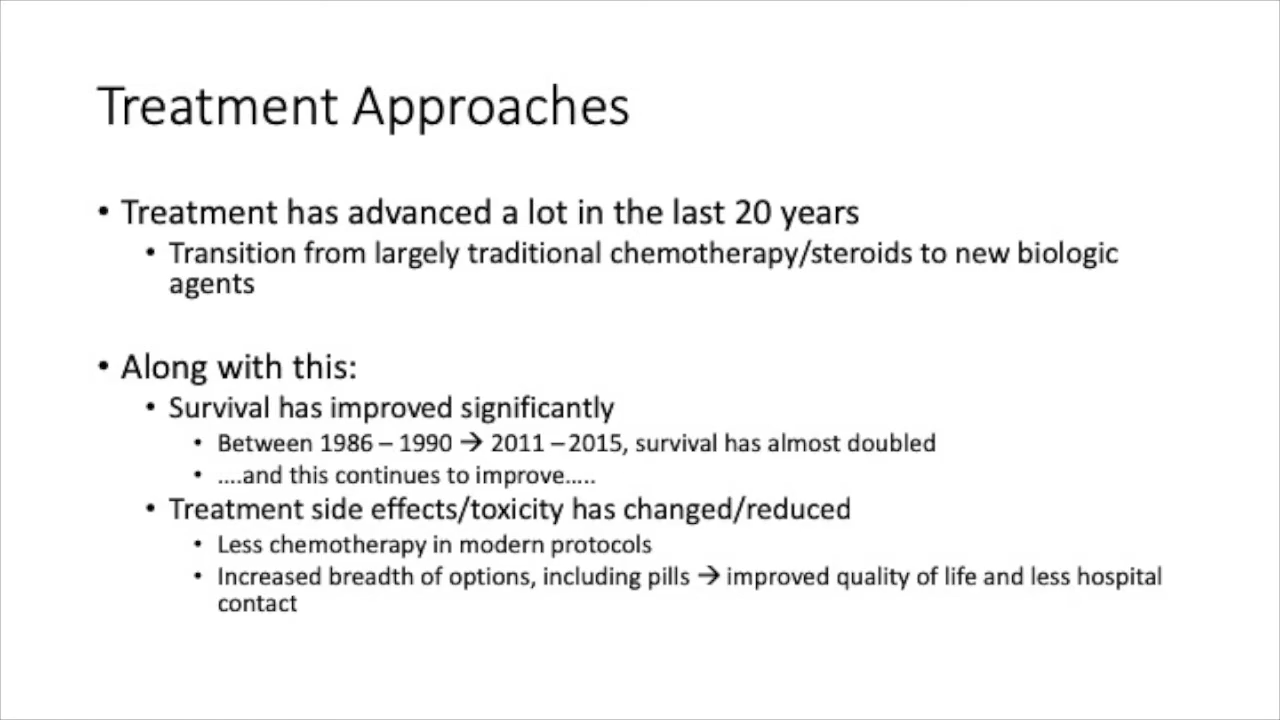 Treatment Approaches
• Treatment has advanced a lot in the last 20 years
• Transition from largely traditional chemotherapy/steroids to new biologic
agents
• Along with this:
• Survival has improved significantly
• Between 1986 – 1990 → 2011 – 2015, survival has almost doubled
• ....and this continues to improve.....
• Treatment side effects/toxicity has changed/reduced
• Less chemotherapy in modern protocols
• Increased breadth of options, including pills → improved quality of life and less hospital
contact